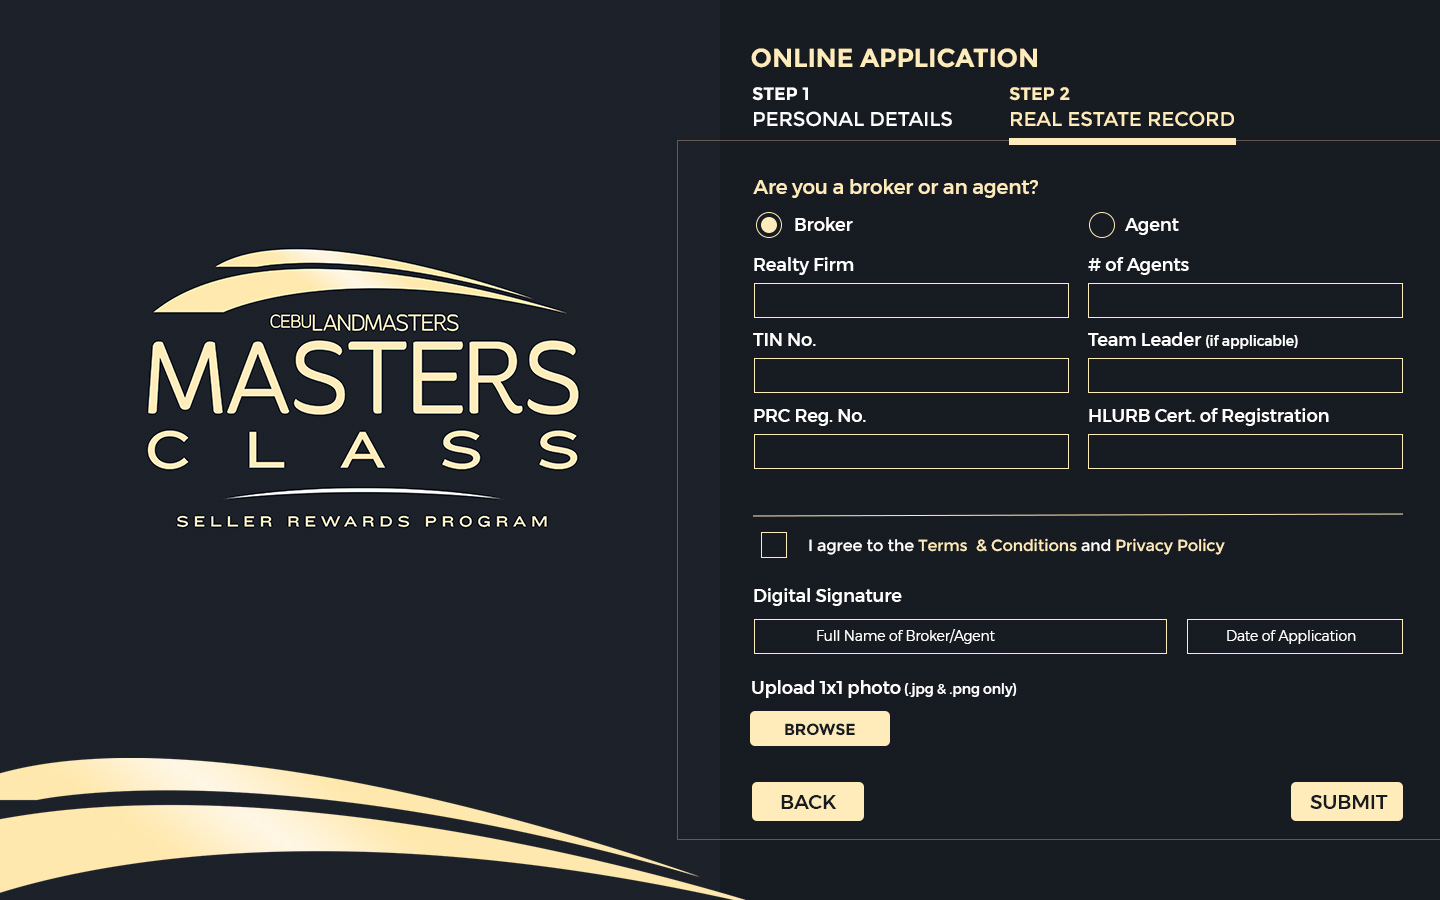 CEBULANDMASTERS
MASTERS
CLASS
SELLER REWARDS PROGRAM
ONLINE APPLICATION
STEP 1
PERSONAL DETAILS
STEP 2
REAL ESTATE RECORD
Are you a broker or an agent?
Broker
Agent
Realty Firm
# of Agents
TIN No.
Team Leader (if applicable)
PRC Reg. No.
HLURB Cert. of Registration
I agree to the Terms & Conditions and Privacy Policy
Digital Signature
Full Name of Broker/Agent
Date of Application
Upload 1x1 photo (.jpg & .png only)
BROWSE
BACK
SUBMIT